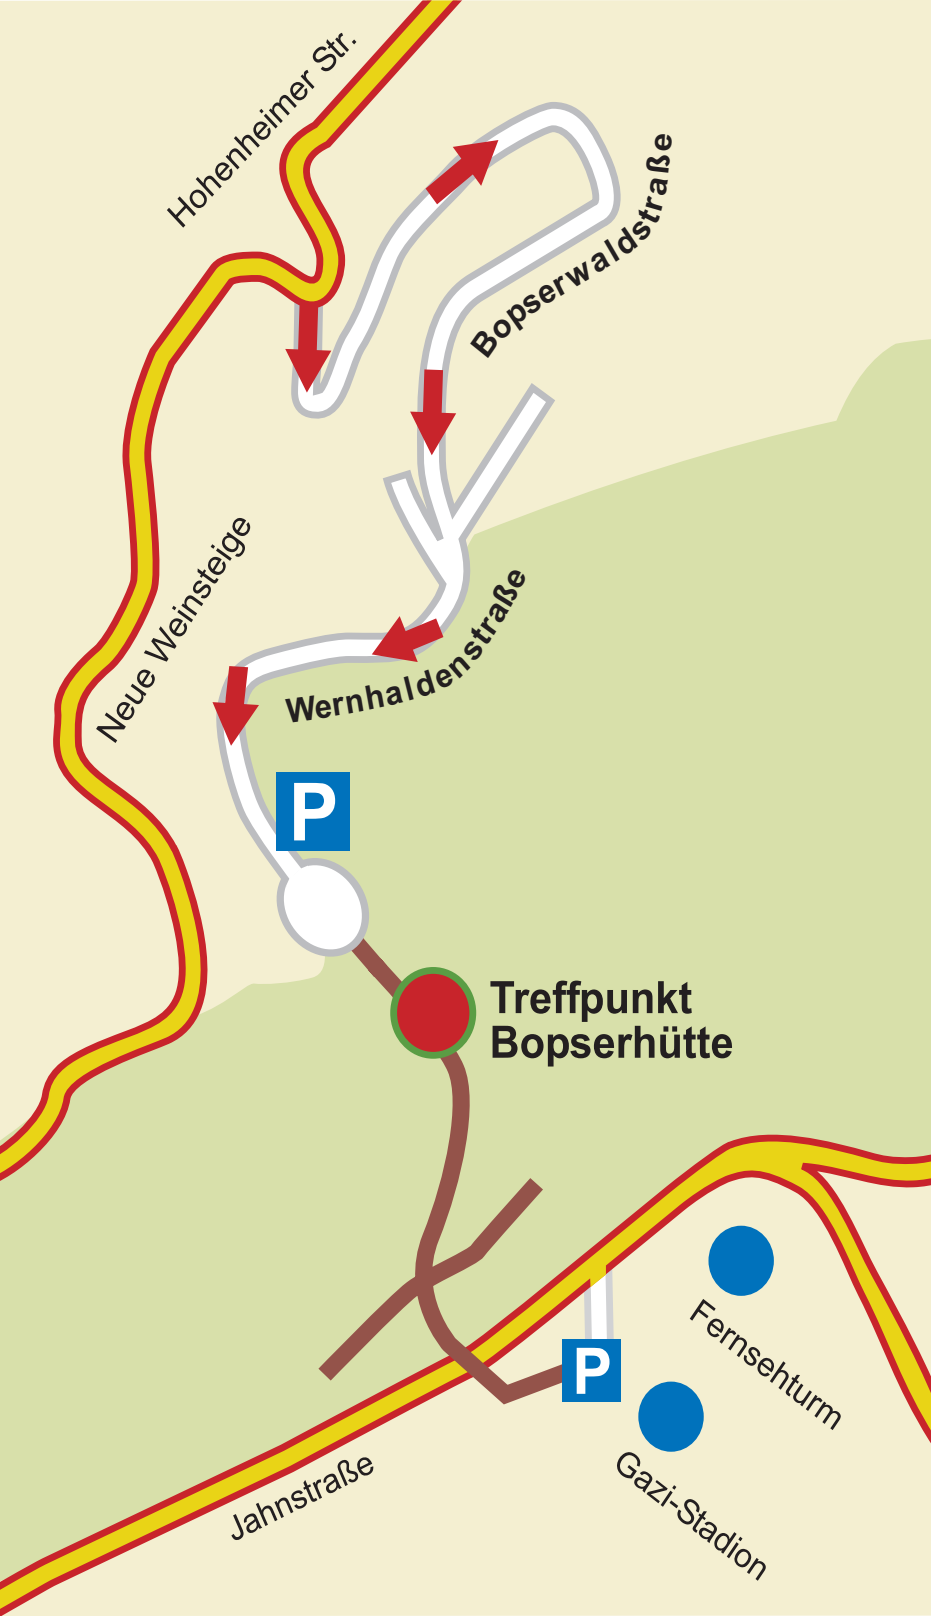 Hohenheimer Str.
Bopserwaldstraße
Neue Weinsteige
Wernhaldenstraße
P
Treffpunkt
Bopserhütte
Fernsehturm
P
Gazi-Stadion
Jahnstraße